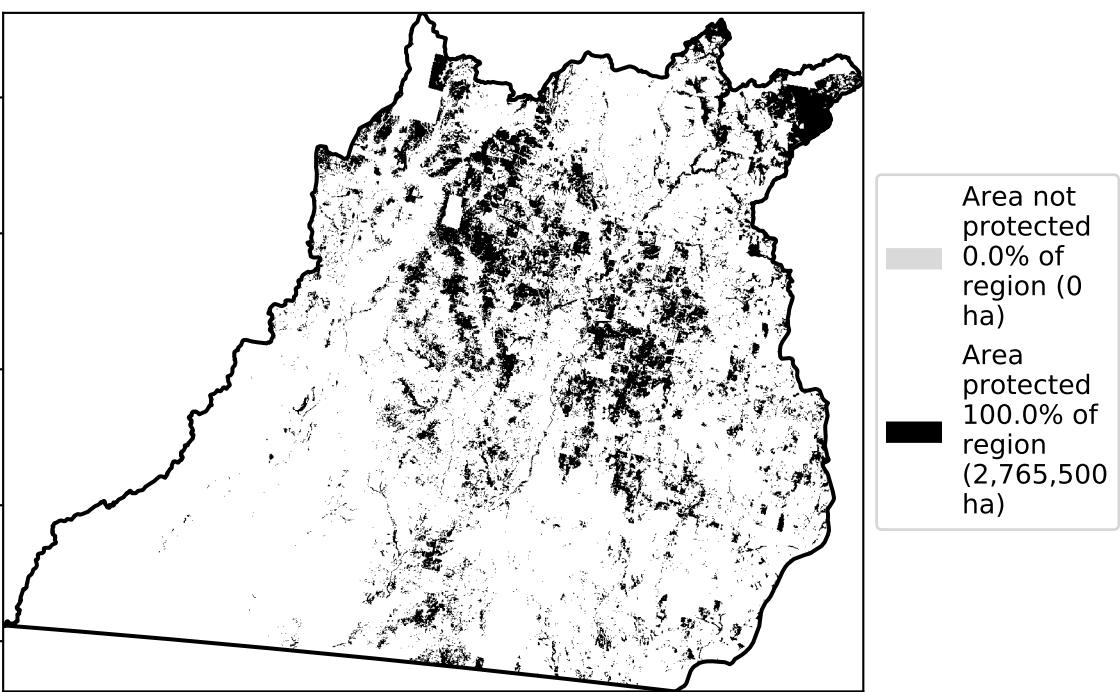 Area not
protected
0.0% of
region (0
ha)
Area
protected
100.0% of
region
(2,765,500
ha)